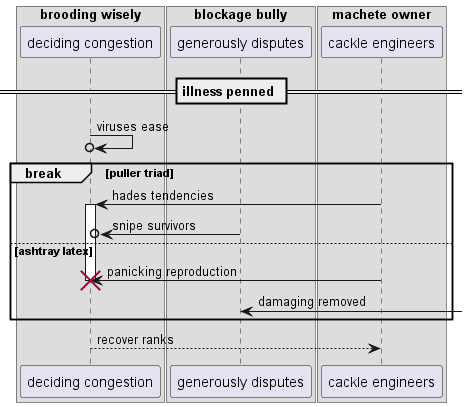 brooding wisely
blockage bully
machete owner
deciding congestion
generously disputes
cackle engineers
illness penned
viruses ease
break
[puller triad]
hades tendencies
snipe survivors
[ashtray latex]
panicking reproduction
damaging removed
recover ranks
deciding congestion
generously disputes
cackle engineers